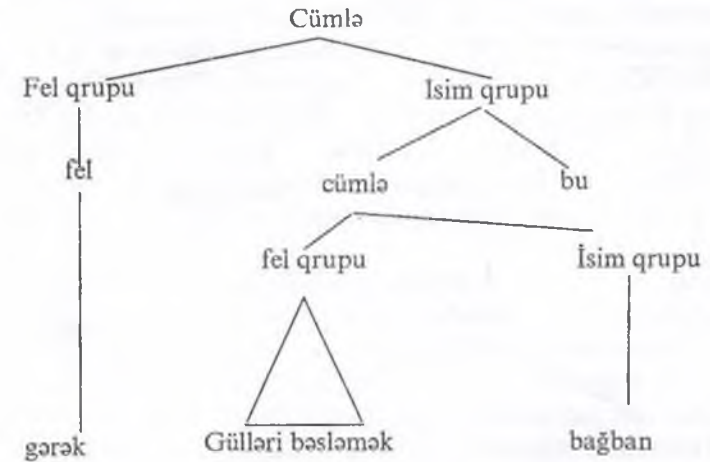 Cümlə
Fel qrupu İsim qrupu
fel
cümlə bu
fel qrupu İsim qrupu
gərək Gülləri bəsləmək bağban